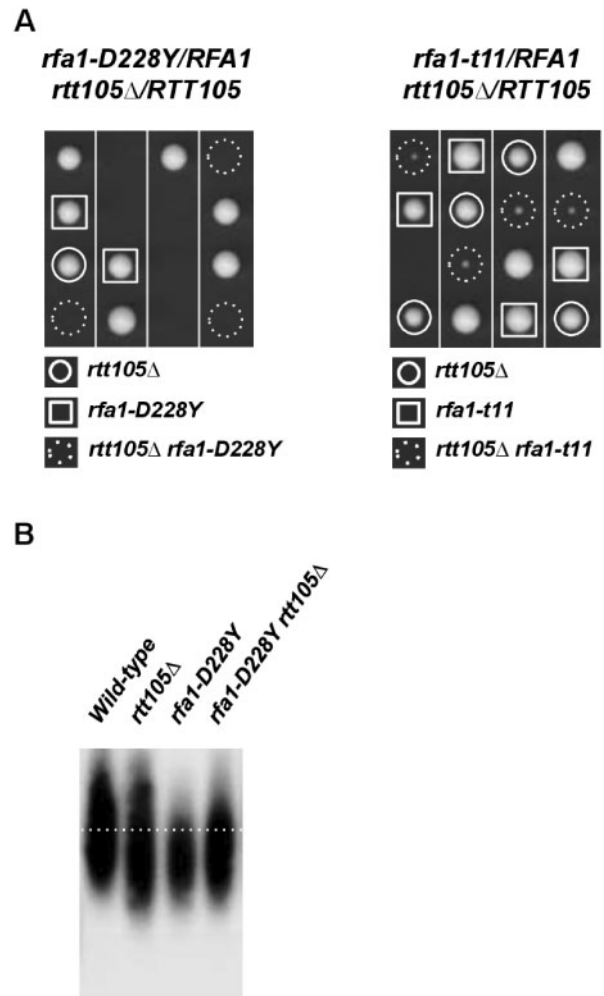 A
rfa1-D228Y/RFA1
rtt105Δ/RTT105
rfa1-t11/RFA1
rtt105Δ/RTT105
rtt105Δ
rfa1-D228Y
rtt105Δ rfa1-D228Y
rtt105Δ
rfa1-t11
rtt105Δ rfa1-t11
B
Wild-type
rtt105Δ
rfa1-D228Y
rfa1-D228Y rtt105Δ